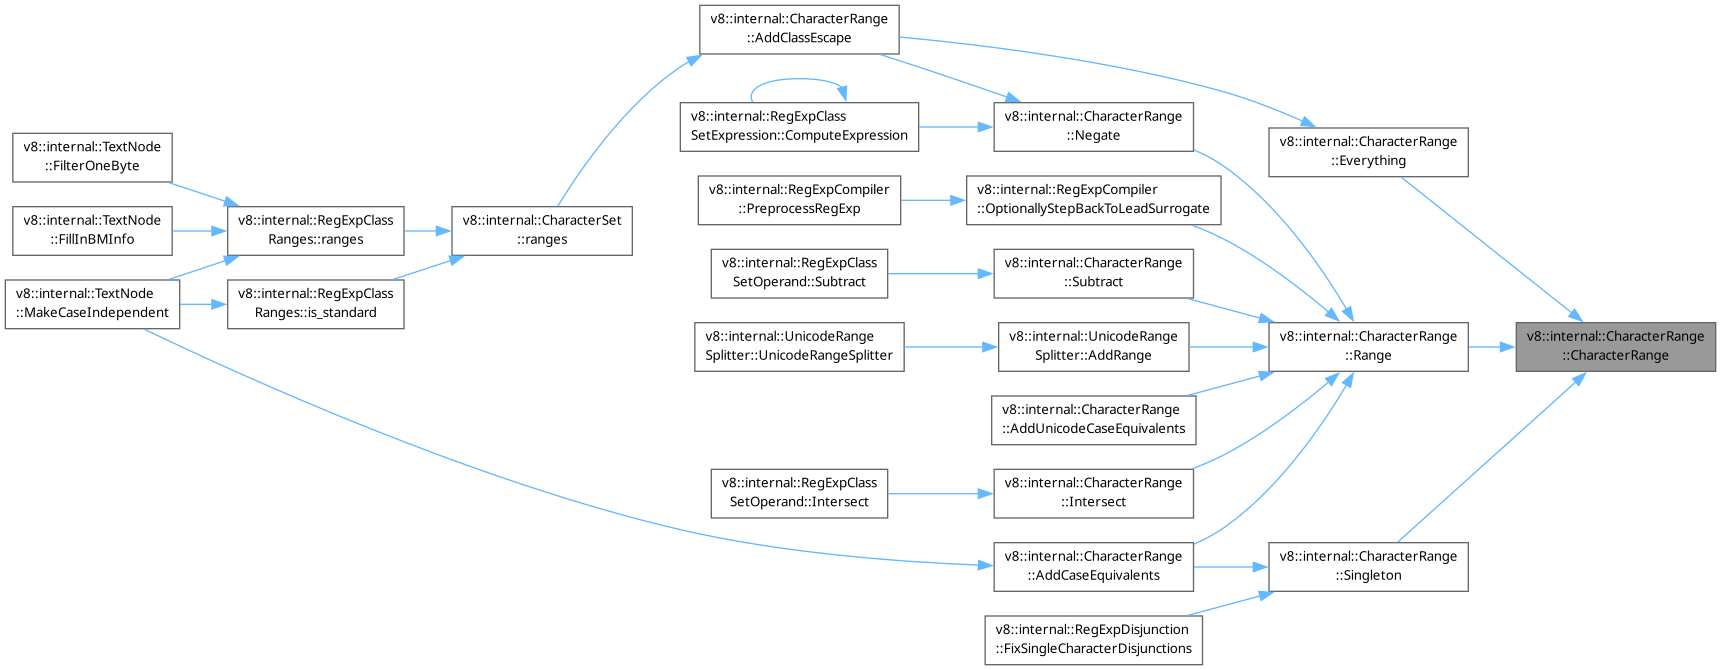 v8::internal::CharacterRange
::AddClassEscape
v8::internal::RegExpClass
SetExpression::ComputeExpression
v8::internal::CharacterRange
::Negate
v8::internal::CharacterRange
::Everything
v8::internal::TextNode
::FilterOneByte
v8::internal::RegExpCompiler
::PreprocessRegExp
v8::internal::RegExpCompiler
::OptionallyStepBackToLeadSurrogate
v8::internal::TextNode
::FillInBMInfo
v8::internal::RegExpClass
Ranges::ranges
v8::internal::CharacterSet
::ranges
v8::internal::RegExpClass
SetOperand::Subtract
v8::internal::CharacterRange
::Subtract
v8::internal::TextNode
::MakeCaseIndependent
v8::internal::RegExpClass
Ranges::is_standard
v8::internal::UnicodeRange
Splitter::UnicodeRangeSplitter
v8::internal::UnicodeRange
Splitter::AddRange
v8::internal::CharacterRange
::Range
v8::internal::CharacterRange
::CharacterRange
v8::internal::CharacterRange
::AddUnicodeCaseEquivalents
v8::internal::RegExpClass
SetOperand::Intersect
v8::internal::CharacterRange
::Intersect
v8::internal::CharacterRange
::AddCaseEquivalents
v8::internal::CharacterRange
::Singleton
v8::internal::RegExpDisjunction
::FixSingleCharacterDisjunctions